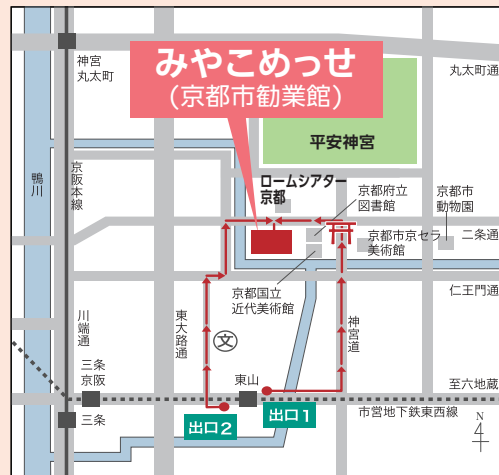 神宮
丸太町
みやこめっせ
(京都市勧業館)
丸太町通
平安神宮
鴨川
京阪本線
ロームシアター
京都
京都府立
図書館
京都市
動物園
京都市京セラ
美術館
二条通
京都国立
近代美術館
仁王門通
川端通
東大路通
文
神宮道
三条
京阪
東山
至六地蔵
三条
出口2
出口1
市営地下鉄東西線
N
4